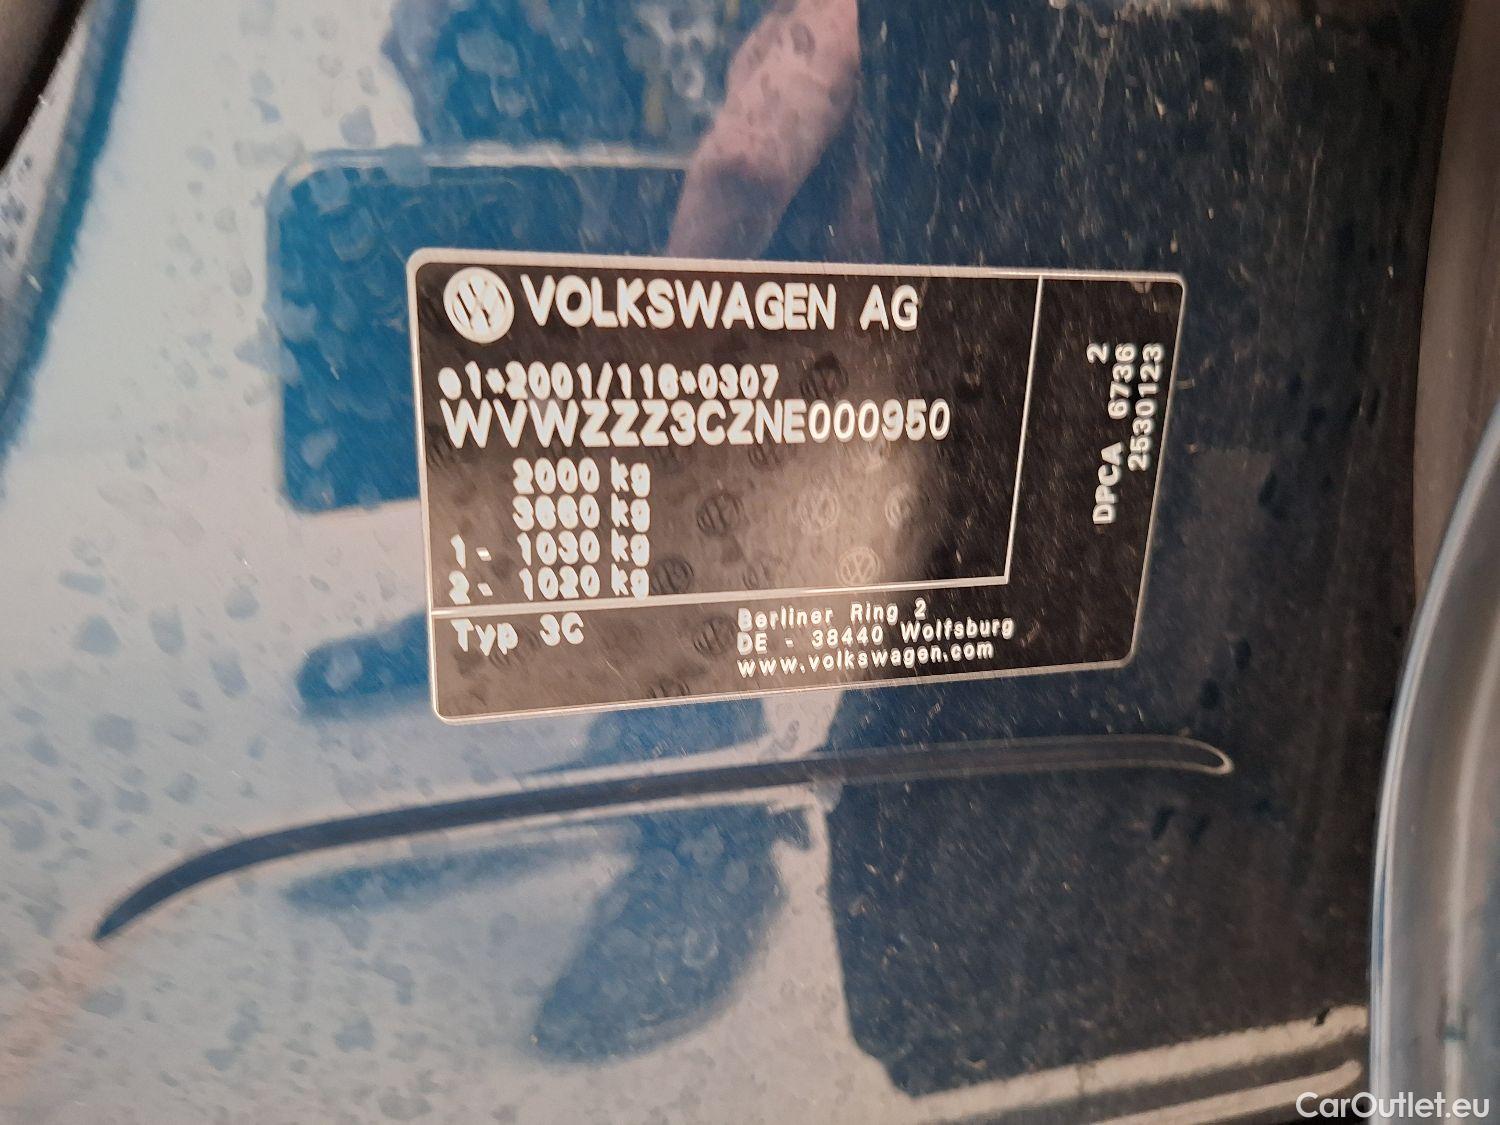 VOLKSWAGEN AG
e1*2001/116*0307
WVWZZZ3CZNE000950
2000 kg
3660 kg
1 - 1030 kg
2 - 1020 kg
Typ 3C
Berliner Ring 2
DE - 38440 Wolfsburg
www.volkswagen.com
2
DPCA 6736
2530123
CarOutlet.eu